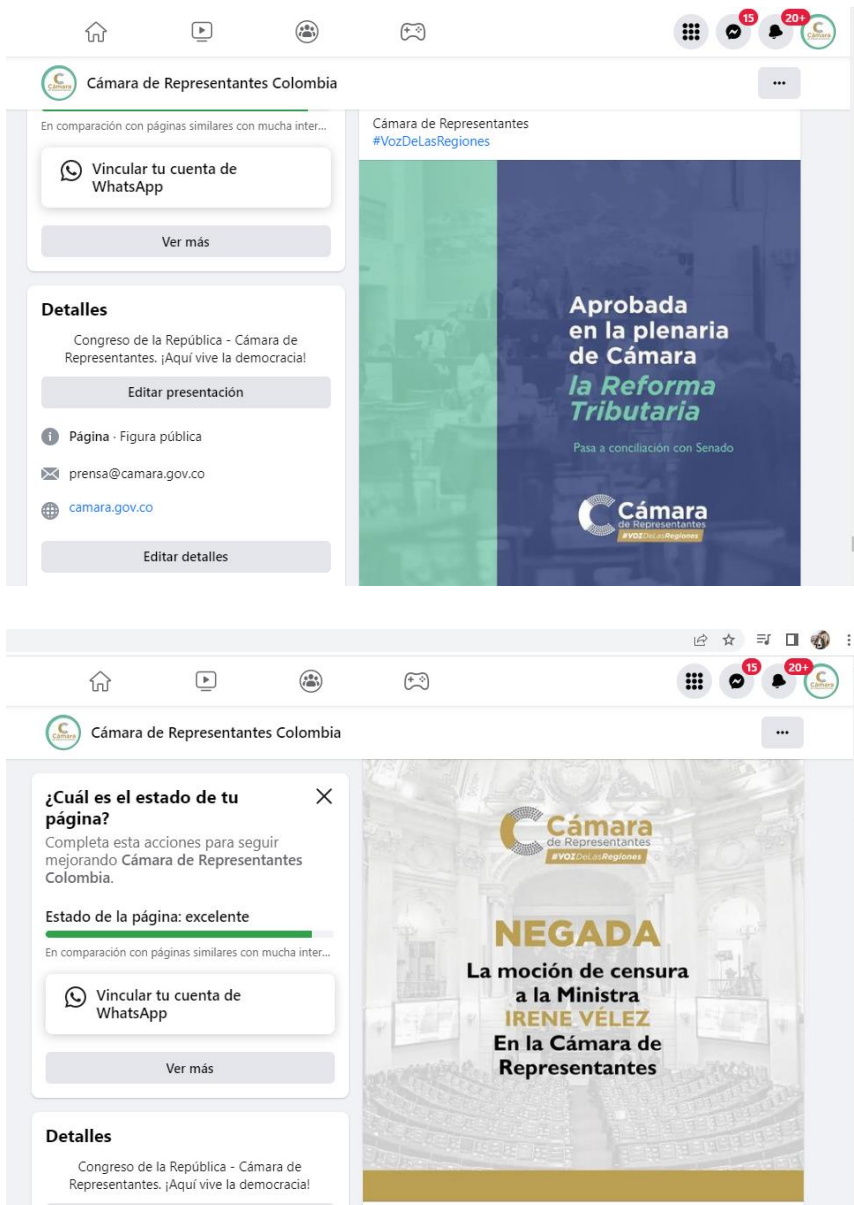 15
20+
Cámara
Cámara
Cámara de Representantes Colombia
En comparación con páginas similares con mucha inter...
Vincular tu cuenta de
WhatsApp
Ver más
Detalles
Congreso de la República - Cámara de
Representantes. ¡Aquí vive la democracia!
Editar presentación
Página · Figura pública
prensa@camara.gov.co
camara.gov.co
Editar detalles
Cámara de Representantes
#VozDeLasRegiones
Aprobada
en la plenaria
de Cámara
la Reforma
Tributaria
Pasa a conciliación con Senado
Cámara
de Representantes
#VOZDeLasRegiones
15
20+
Cámara
Cámara
Cámara de Representantes Colombia
¿Cuál es el estado de tu
página?
Completa esta acciones para seguir
mejorando Cámara de Representantes
Colombia.
Estado de la página: excelente
En comparación con páginas similares con mucha inter...
Vincular tu cuenta de
WhatsApp
Ver más
Detalles
Congreso de la República - Cámara de
Representantes. ¡Aquí vive la democracia!
Cámara
de Representantes
#VOZDeLasRegiones
NEGADA
La moción de censura
a la Ministra
IRENE VÉLEZ
En la Cámara de
Representantes